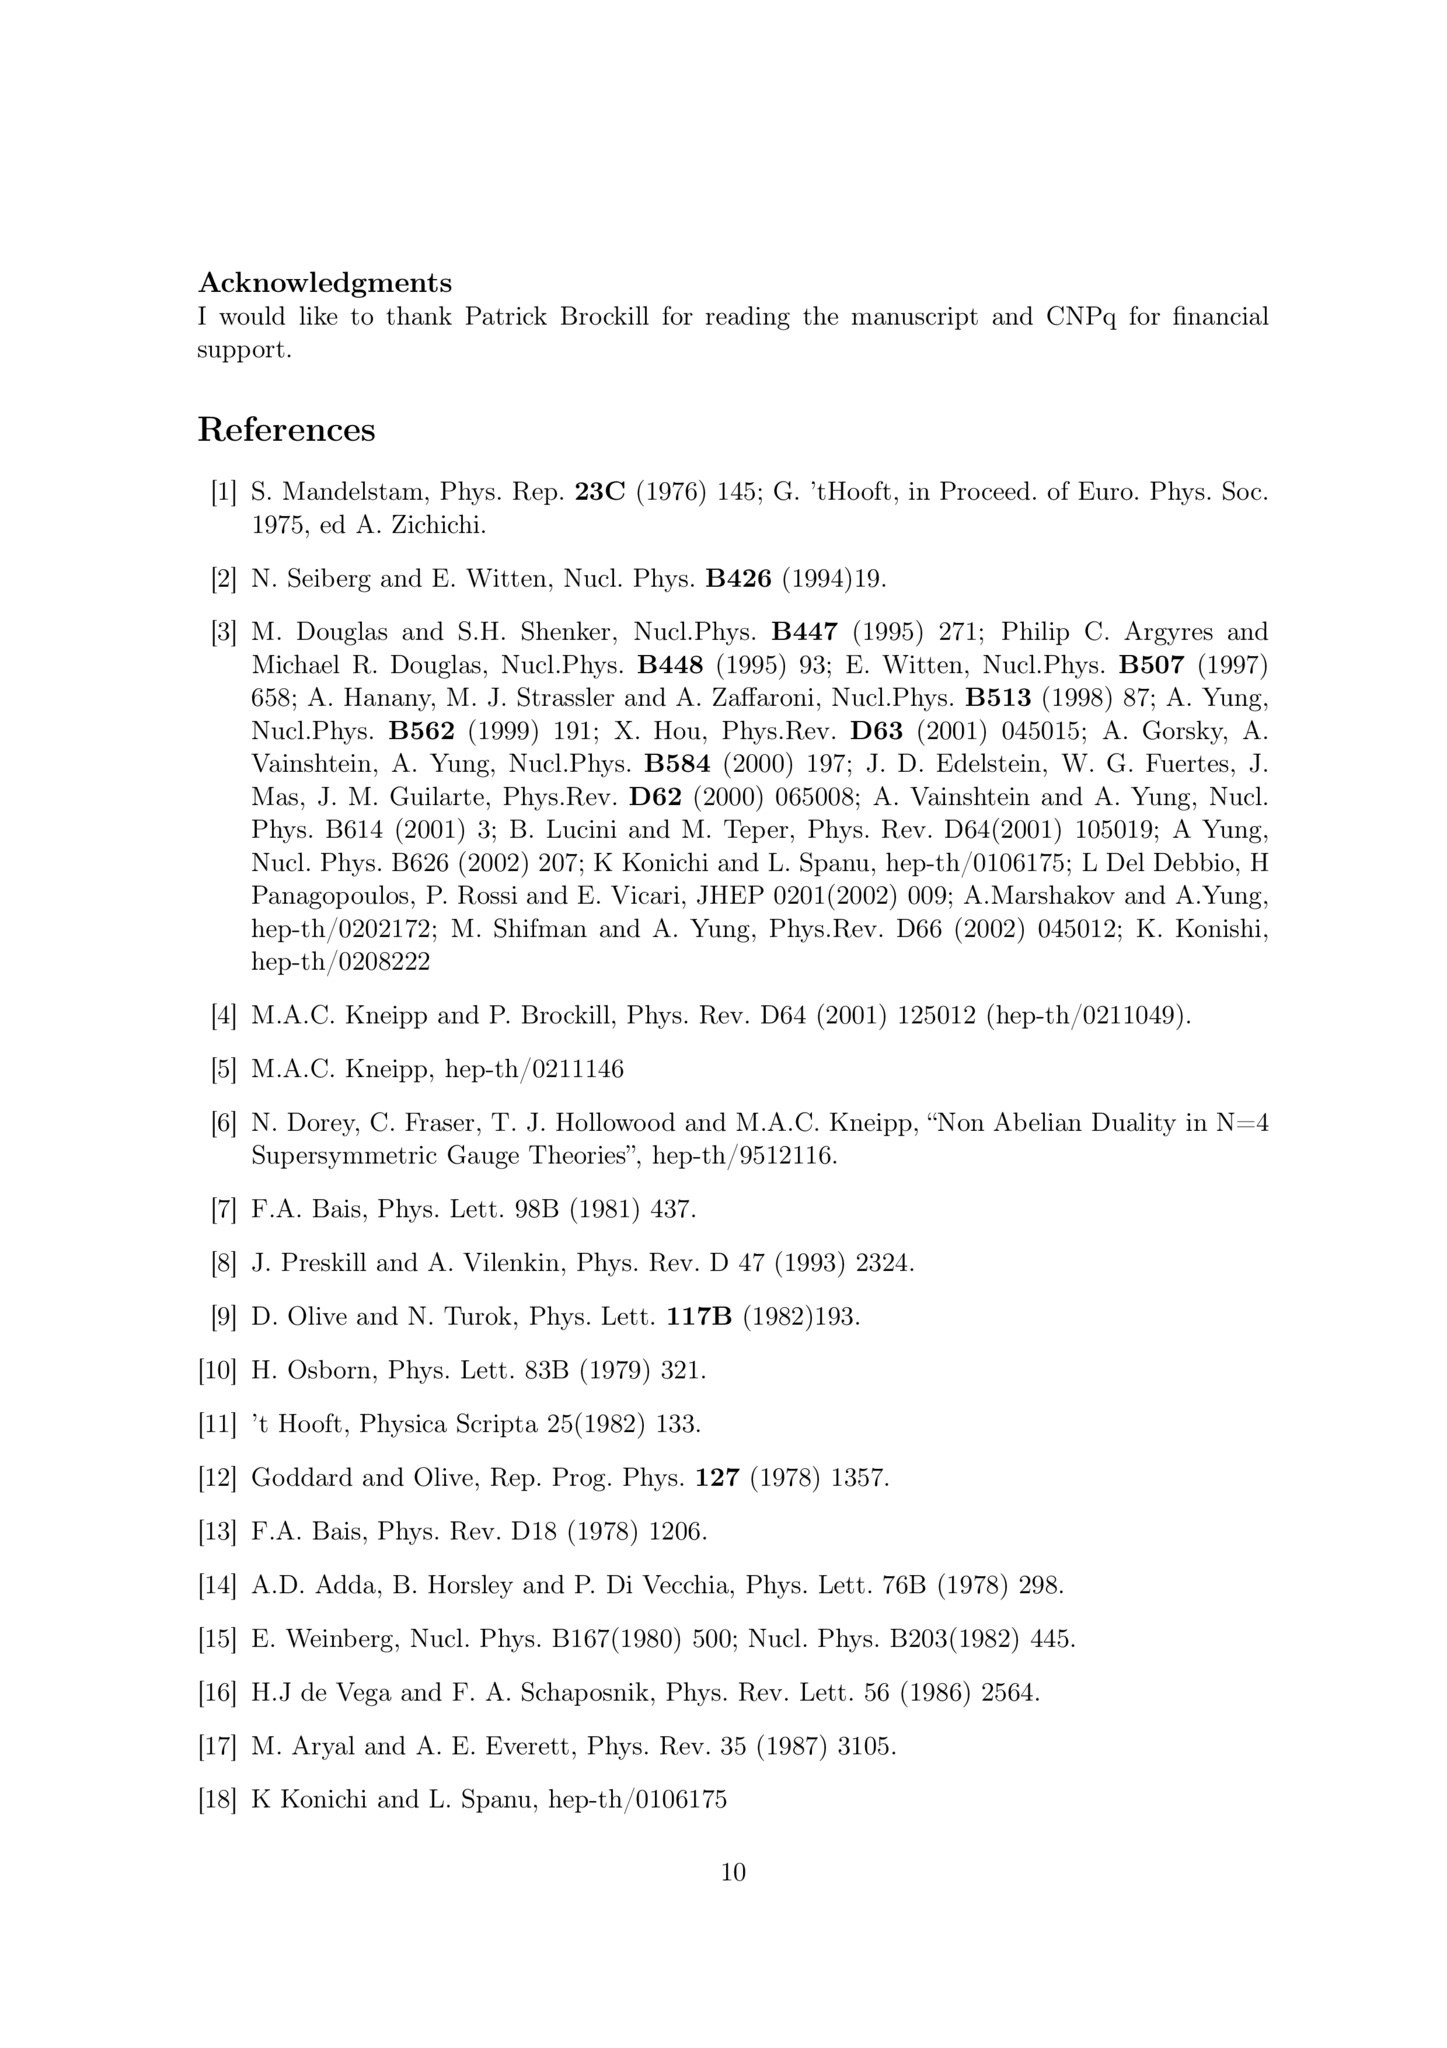 Acknowledgments
I would like to thank Patrick Brockill for reading the manuscript and CNPq for financial
support.
References
[1] S. Mandelstam, Phys. Rep. 23C (1976) 145; G. 'tHooft, in Proceed. of Euro. Phys. Soc.
1975, ed A. Zichichi.
[2] N. Seiberg and E. Witten, Nucl. Phys. B426 (1994)19.
[3] M. Douglas and S.H. Shenker, Nucl.Phys. B447 (1995) 271; Philip C. Argyres and
Michael R. Douglas, Nucl.Phys. B448 (1995) 93; E. Witten, Nucl.Phys. B507 (1997)
658; A. Hanany, M. J. Strassler and A. Zaffaroni, Nucl.Phys. B513 (1998) 87; A. Yung,
Nucl.Phys. B562 (1999) 191; X. Hou, Phys.Rev. D63 (2001) 045015; A. Gorsky, A.
Vainshtein, A. Yung, Nucl.Phys. B584 (2000) 197; J. D. Edelstein, W. G. Fuertes, J.
Mas, J. M. Guilarte, Phys.Rev. D62 (2000) 065008; A. Vainshtein and A. Yung, Nucl.
Phys. B614 (2001) 3; B. Lucini and M. Teper, Phys. Rev. D64(2001) 105019; A Yung,
Nucl. Phys. B626 (2002) 207; K Konichi and L. Spanu, hep-th/0106175; L Del Debbio, H
Panagopoulos, P. Rossi and E. Vicari, JHEP 0201(2002) 009; A.Marshakov and A.Yung,
hep-th/0202172; M. Shifman and A. Yung, Phys.Rev. D66 (2002) 045012; K. Konishi,
hep-th/0208222
[4] M.A.C. Kneipp and P. Brockill, Phys. Rev. D64 (2001) 125012 (hep-th/0211049).
[5] M.A.C. Kneipp, hep-th/0211146
[6] N. Dorey, C. Fraser, T. J. Hollowood and M.A.C. Kneipp, “Non Abelian Duality in N=4
Supersymmetric Gauge Theories”, hep-th/9512116.
[7] F.A. Bais, Phys. Lett. 98B (1981) 437.
[8] J. Preskill and A. Vilenkin, Phys. Rev. D 47 (1993) 2324.
[9] D. Olive and N. Turok, Phys. Lett. 117B (1982)193.
[10] H. Osborn, Phys. Lett. 83B (1979) 321.
[11] 't Hooft, Physica Scripta 25(1982) 133.
[12] Goddard and Olive, Rep. Prog. Phys. 127 (1978) 1357.
[13] F.A. Bais, Phys. Rev. D18 (1978) 1206.
[14] A.D. Adda, B. Horsley and P. Di Vecchia, Phys. Lett. 76B (1978) 298.
[15] E. Weinberg, Nucl. Phys. B167(1980) 500; Nucl. Phys. B203(1982) 445.
[16] H.J de Vega and F. A. Schaposnik, Phys. Rev. Lett. 56 (1986) 2564.
[17] M. Aryal and A. E. Everett, Phys. Rev. 35 (1987) 3105.
[18] K Konichi and L. Spanu, hep-th/0106175
10